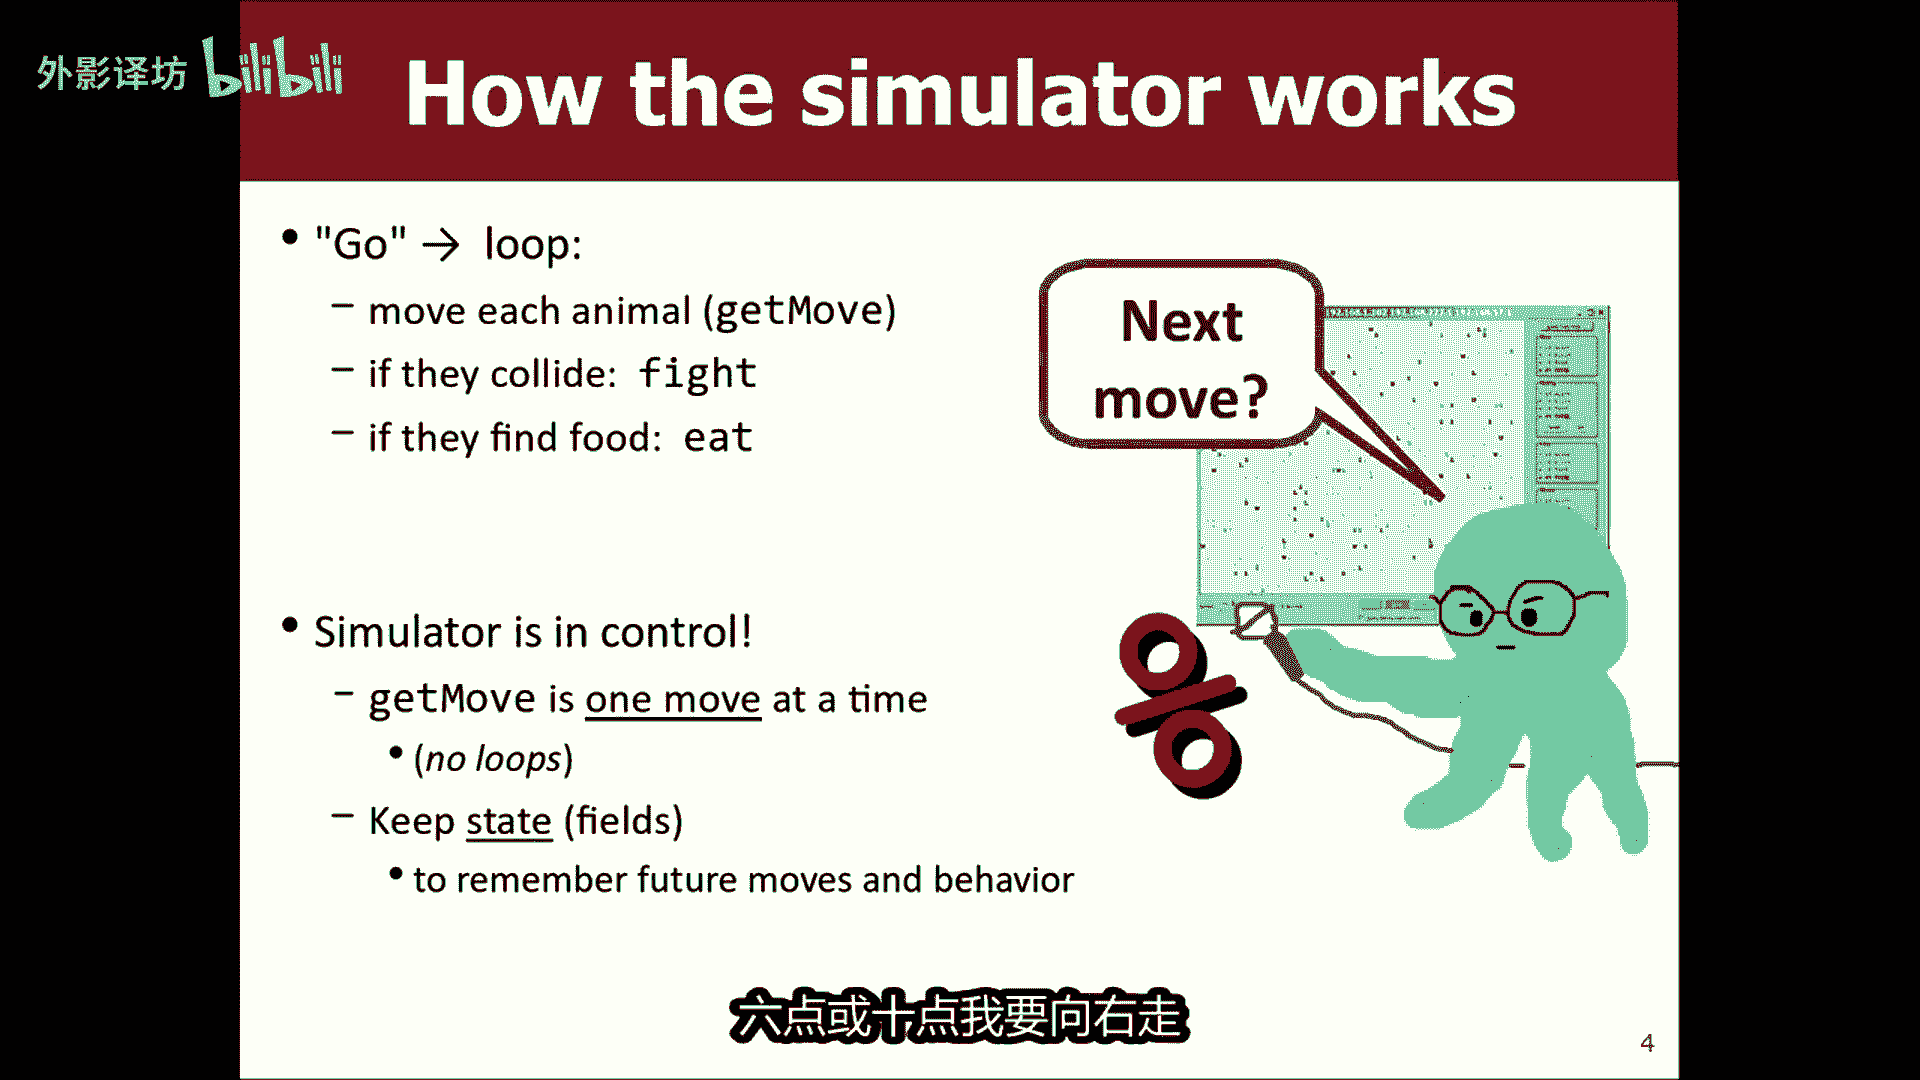 外影译坊 bilibili
How the simulator works
• "Go" → loop:
– move each animal (getMove)
– if they collide: fight
– if they find food: eat
Next
move?
%
• Simulator is in control!
– getMove is one move at a time
• (no loops)
– Keep state (fields)
• to remember future moves and behavior
六点或十点我要向右走
4